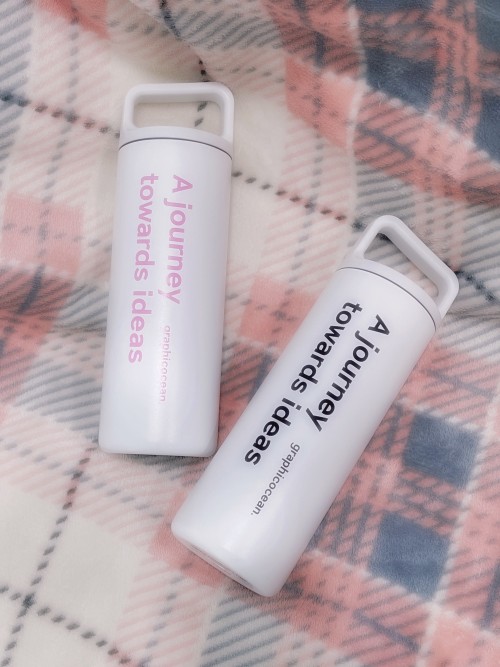 A journey
towards ideas
graphicocean.
A journey
towards ideas
graphicocean.